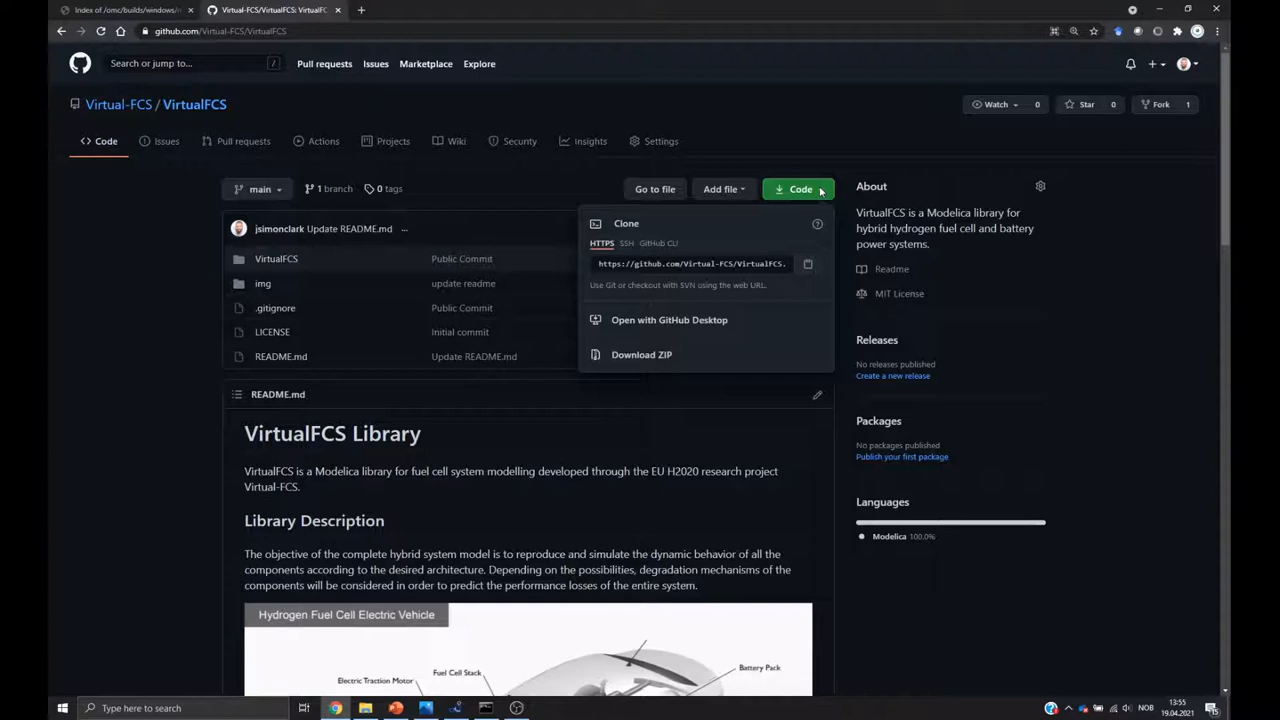 Index of /omc/builds/windows/
Virtual-FCS/VirtualFCS: VirtualFC
github.com/Virtual-FCS/VirtualFCS
Search or jump to...
/
Pull requests
Issues
Marketplace
Explore
Virtual-FCS / VirtualFCS
Watch
0
Star
0
Fork
1
Code
Issues
Pull requests
Actions
Projects
Wiki
Security
Insights
Settings
main
1 branch
0 tags
Go to file
Add file
Code
jsimonclark Update README.md ...
VirtualFCS
Public Commit
img
update readme
.gitignore
Public Commit
LICENSE
Initial commit
README.md
Update README.md
Clone
HTTPS
SSH
GitHub CLI
https://github.com/Virtual-FCS/VirtualFCS.
Use Git or checkout with SVN using the web URL.
Open with GitHub Desktop
Download ZIP
README.md
VirtualFCS Library
VirtualFCS is a Modelica library for fuel cell system modelling developed through the EU H2020 research project
Virtual-FCS.
Library Description
The objective of the complete hybrid system model is to reproduce and simulate the dynamic behavior of all the
components according to the desired architecture. Depending on the possibilities, degradation mechanisms of the
components will be considered in order to predict the performance losses of the entire system.
Hydrogen Fuel Cell Electric Vehicle
Electric Traction Motor
Fuel Cell Stack
Battery Pack
About
VirtualFCS is a Modelica library for
hybrid hydrogen fuel cell and battery
power systems.
Readme
MIT License
Releases
No releases published
Create a new release
Packages
No packages published
Publish your first package
Languages
Modelica 100.0%
Type here to search
NOB
13:55
19.04.2021